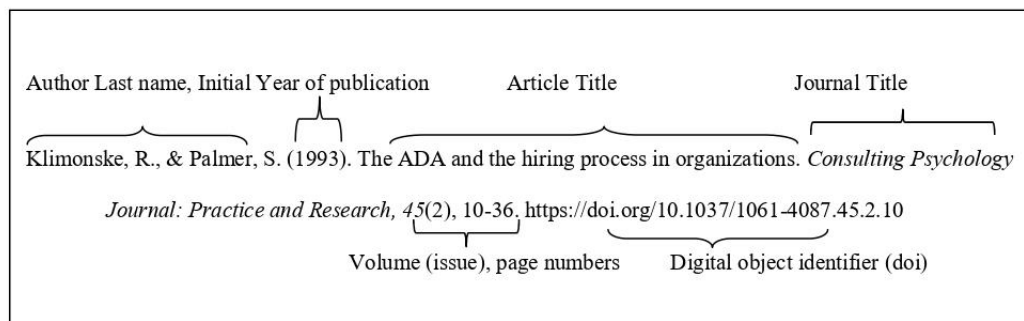 Author Last name, Initial Year of publication Article Title Journal Title
Klimonske, R., & Palmer, S. (1993). The ADA and the hiring process in organizations. Consulting Psychology
Journal: Practice and Research, 45(2), 10-36. https://doi.org/10.1037/1061-4087.45.2.10
Volume (issue), page numbers Digital object identifier (doi)